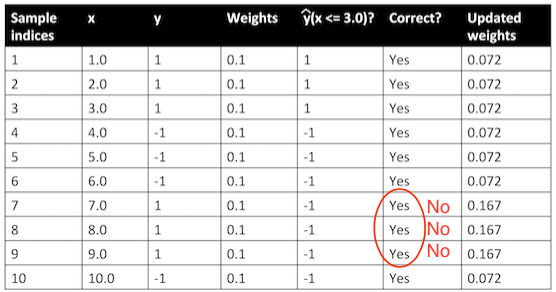 Sample indices x y Weights ŷ(x <= 3.0)? Correct? Updated weights
1 1.0 1 0.1 1 Yes 0.072
2 2.0 1 0.1 1 Yes 0.072
3 3.0 1 0.1 1 Yes 0.072
4 4.0 -1 0.1 -1 Yes 0.072
5 5.0 -1 0.1 -1 Yes 0.072
6 6.0 -1 0.1 -1 Yes 0.072
7 7.0 1 0.1 -1 Yes No 0.167
8 8.0 1 0.1 -1 Yes No 0.167
9 9.0 1 0.1 -1 Yes No 0.167
10 10.0 -1 0.1 -1 Yes 0.072